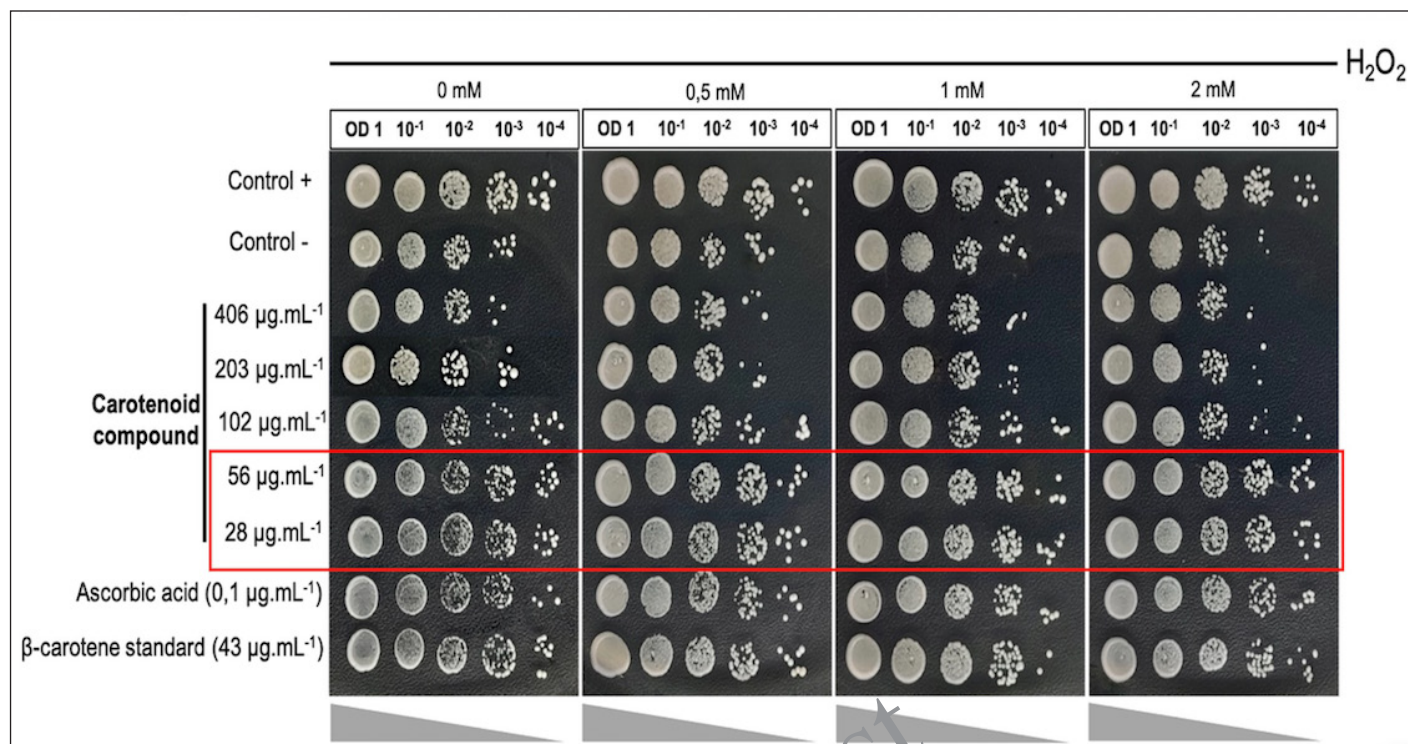 H₂O₂
0 mM 0,5 mM 1 mM 2 mM
OD 1 10⁻¹ 10⁻² 10⁻³ 10⁻⁴ OD 1 10⁻¹ 10⁻² 10⁻³ 10⁻⁴ OD 1 10⁻¹ 10⁻² 10⁻³ 10⁻⁴ OD 1 10⁻¹ 10⁻² 10⁻³ 10⁻⁴
Control +
Control -
Carotenoid
compound
406 µg.mL⁻¹
203 µg.mL⁻¹
102 µg.mL⁻¹
56 µg.mL⁻¹
28 µg.mL⁻¹
Ascorbic acid (0,1 µg.mL⁻¹)
β-carotene standard (43 µg.mL⁻¹)